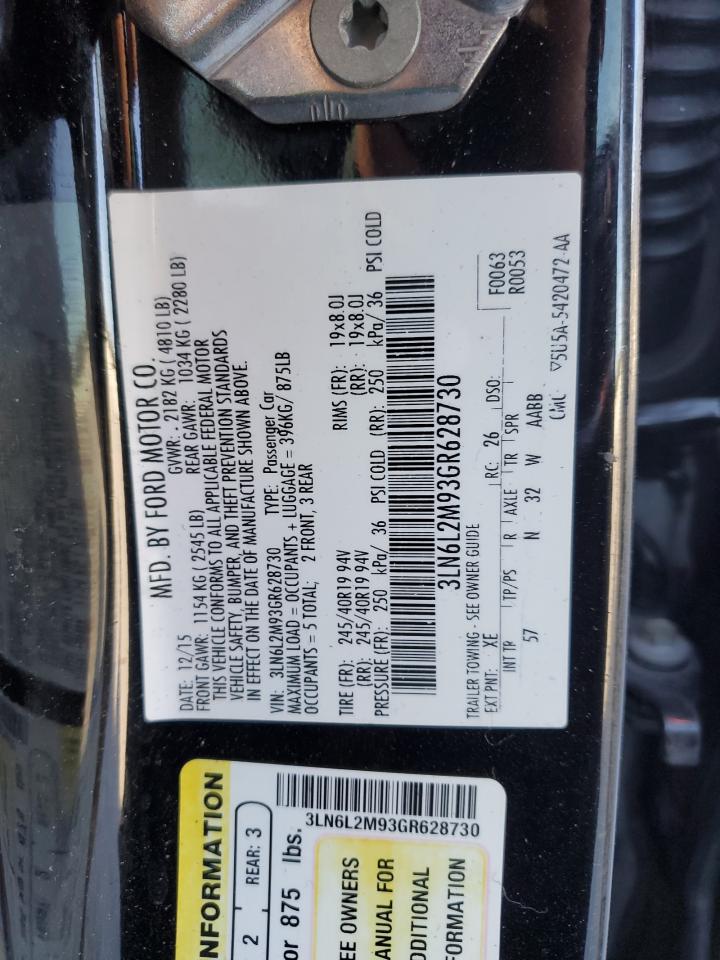 MFD. BY FORD MOTOR CO.
DATE: 12/15 GVWR: 2182 KG ( 4810 LB)
FRONT GAWR: 1154 KG ( 2545 LB) REAR GAWR: 1034 KG ( 2280 LB)
THIS VEHICLE CONFORMS TO ALL APPLICABLE FEDERAL MOTOR
VEHICLE SAFETY, BUMPER, AND THEFT PREVENTION STANDARDS
IN EFFECT ON THE DATE OF MANUFACTURE SHOWN ABOVE.
VIN: 3LN6L2M93GR628730 TYPE: Passenger Car
MAXIMUM LOAD = OCCUPANTS + LUGGAGE = 396KG/ 875LB
OCCUPANTS = 5 TOTAL; 2 FRONT, 3 REAR
TIRE (FR): 245/40R19 94V RIMS (FR): 19x8.0J
(RR): 245/40R19 94V (RR): 19x8.0J
PRESSURE (FR): 250 kPa/ 36 PSI COLD (RR): 250 kPa/ 36 PSI COLD
3LN6L2M93GR628730
TRAILER TOWING - SEE OWNER GUIDE F0063
EXT PNT: XE RC: 26 DSO: R0053
INT TR TP/PS R AXLE TR SPR
57 N 32 W AABB
CMC ▽5U5A-5420472-AA
NFORMATION
2 REAR: 3
or 875 lbs.
3LN6L2M93GR628730
EE OWNERS
ANUAL FOR
DDITIONAL
FORMATION